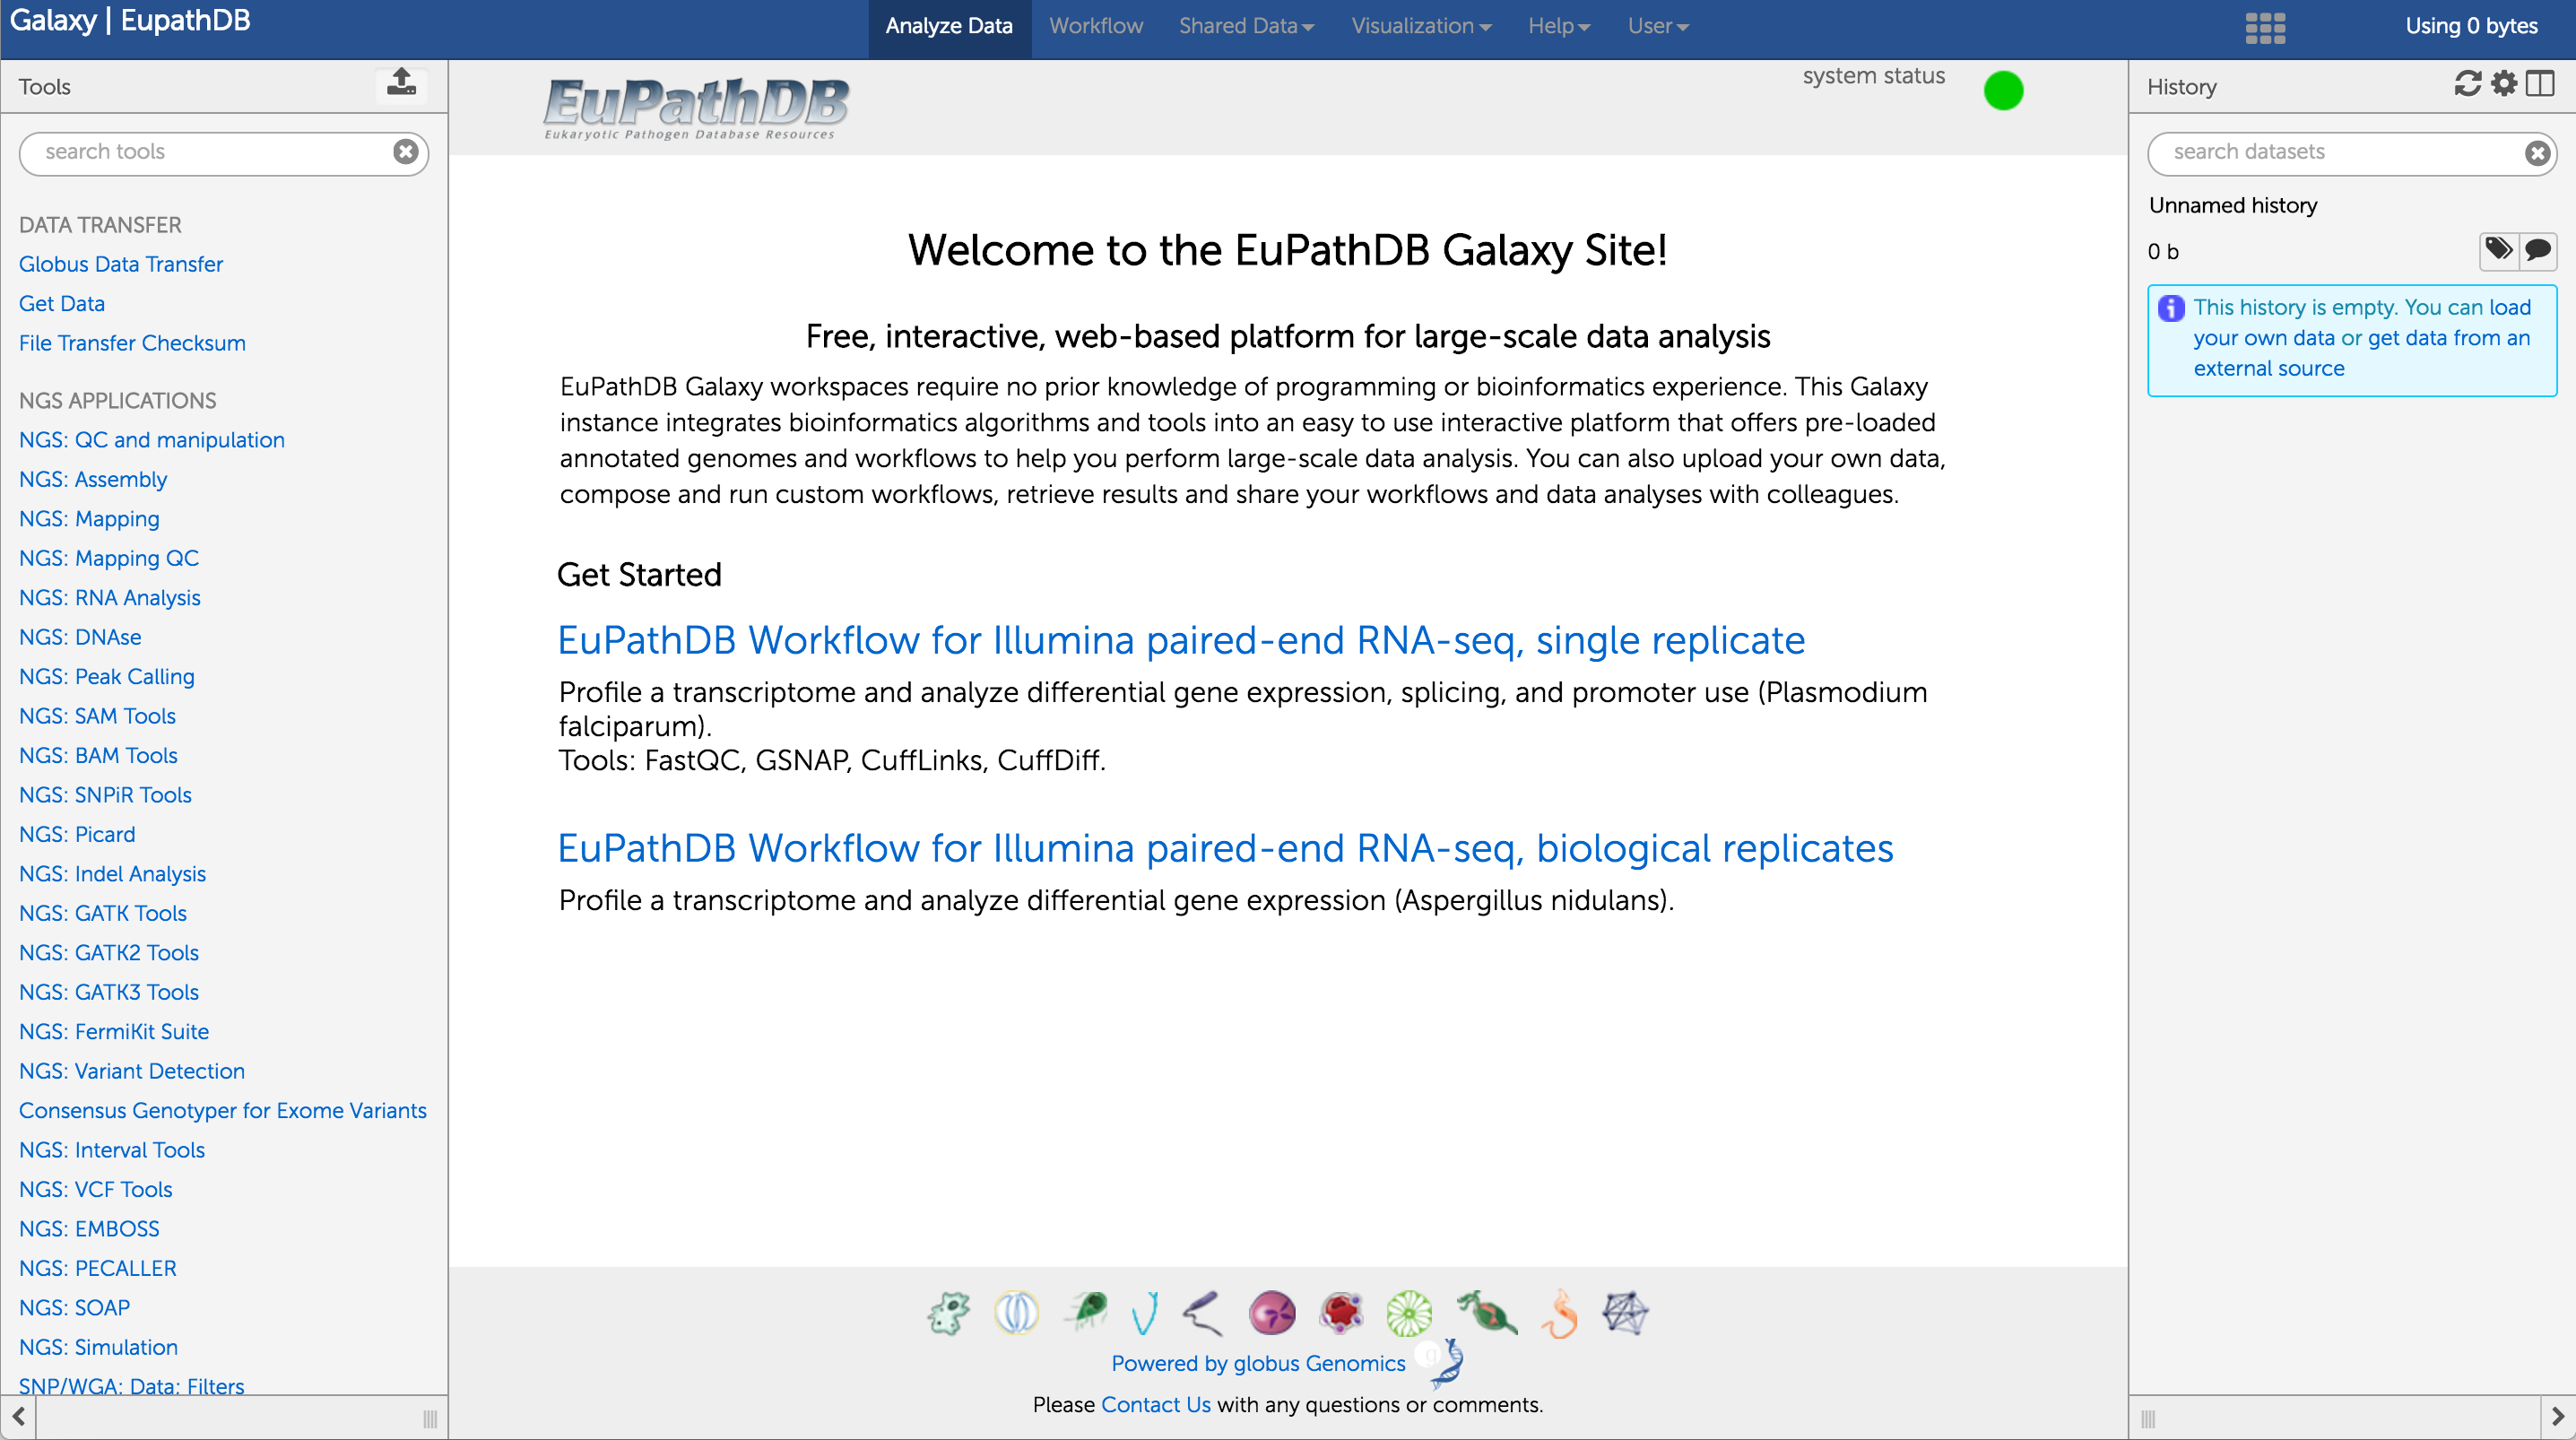 Galaxy | EupathDB
Analyze Data
Workflow
Shared Data
Visualization
Help
User
Using 0 bytes
Tools
search tools
DATA TRANSFER
Globus Data Transfer
Get Data
File Transfer Checksum
NGS APPLICATIONS
NGS: QC and manipulation
NGS: Assembly
NGS: Mapping
NGS: Mapping QC
NGS: RNA Analysis
NGS: DNAse
NGS: Peak Calling
NGS: SAM Tools
NGS: BAM Tools
NGS: SNPiR Tools
NGS: Picard
NGS: Indel Analysis
NGS: GATK Tools
NGS: GATK2 Tools
NGS: GATK3 Tools
NGS: FermiKit Suite
NGS: Variant Detection
Consensus Genotyper for Exome Variants
NGS: Interval Tools
NGS: VCF Tools
NGS: EMBOSS
NGS: PECALLER
NGS: SOAP
NGS: Simulation
SNP/WGA: Data: Filters
EuPathDB
Eukaryotic Pathogen Database Resources
system status
Welcome to the EuPathDB Galaxy Site!
Free, interactive, web-based platform for large-scale data analysis
EuPathDB Galaxy workspaces require no prior knowledge of programming or bioinformatics experience. This Galaxy
instance integrates bioinformatics algorithms and tools into an easy to use interactive platform that offers pre-loaded
annotated genomes and workflows to help you perform large-scale data analysis. You can also upload your own data,
compose and run custom workflows, retrieve results and share your workflows and data analyses with colleagues.
Get Started
EuPathDB Workflow for Illumina paired-end RNA-seq, single replicate
Profile a transcriptome and analyze differential gene expression, splicing, and promoter use (Plasmodium
falciparum).
Tools: FastQC, GSNAP, CuffLinks, CuffDiff.
EuPathDB Workflow for Illumina paired-end RNA-seq, biological replicates
Profile a transcriptome and analyze differential gene expression (Aspergillus nidulans).
Powered by globus Genomics
g
Please Contact Us with any questions or comments.
History
search datasets
Unnamed history
0 b
This history is empty. You can load
your own data or get data from an
external source